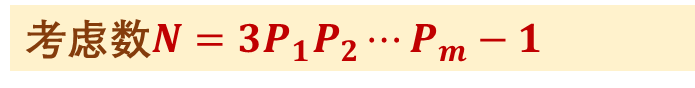 考虑数N = 3P₁P₂ ⋯ Pₘ − 1